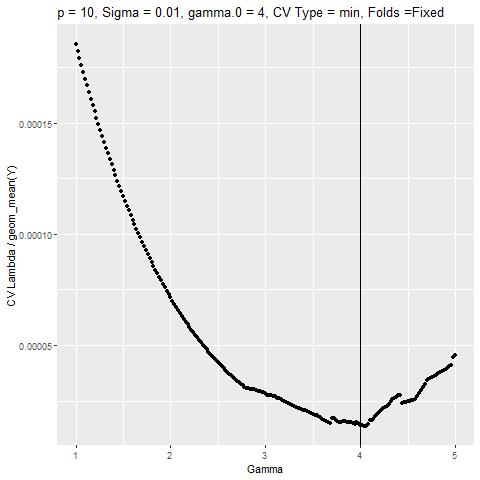 p = 10, Sigma = 0.01, gamma.0 = 4, CV Type = min, Folds =Fixed
CV Lambda / geom_mean(Y)
0.00015
0.00010
0.00005
1 2 3 4 5
Gamma